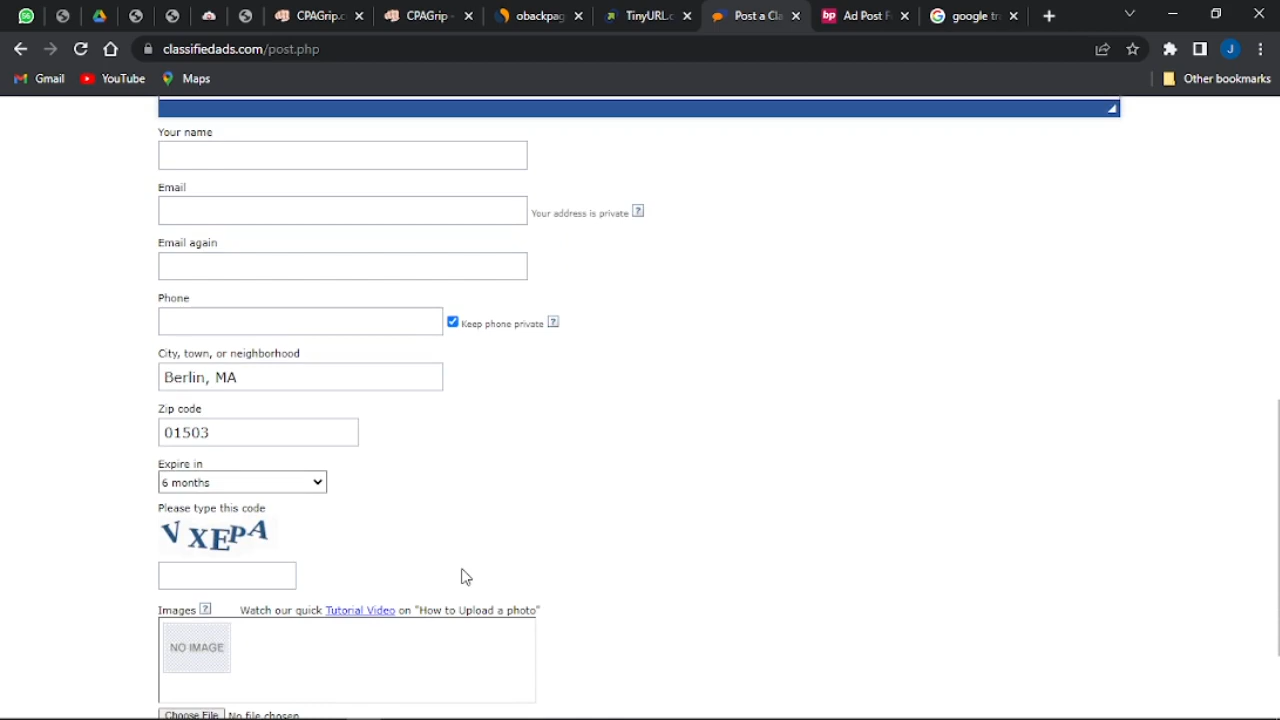 CPAGrip.c
CPAGrip -
obackpag
TinyURL.c
Post a Cla
bp
Ad Post F
google tr
classifiedads.com/post.php
J
Gmail
YouTube
Maps
Other bookmarks
Your name
Email
Your address is private ?
Email again
Phone
Keep phone private ?
City, town, or neighborhood
Berlin, MA
Zip code
01503
Expire in
6 months
Please type this code
VXEPA
Images ? Watch our quick Tutorial Video on "How to Upload a photo"
NO IMAGE
Choose File No file chosen